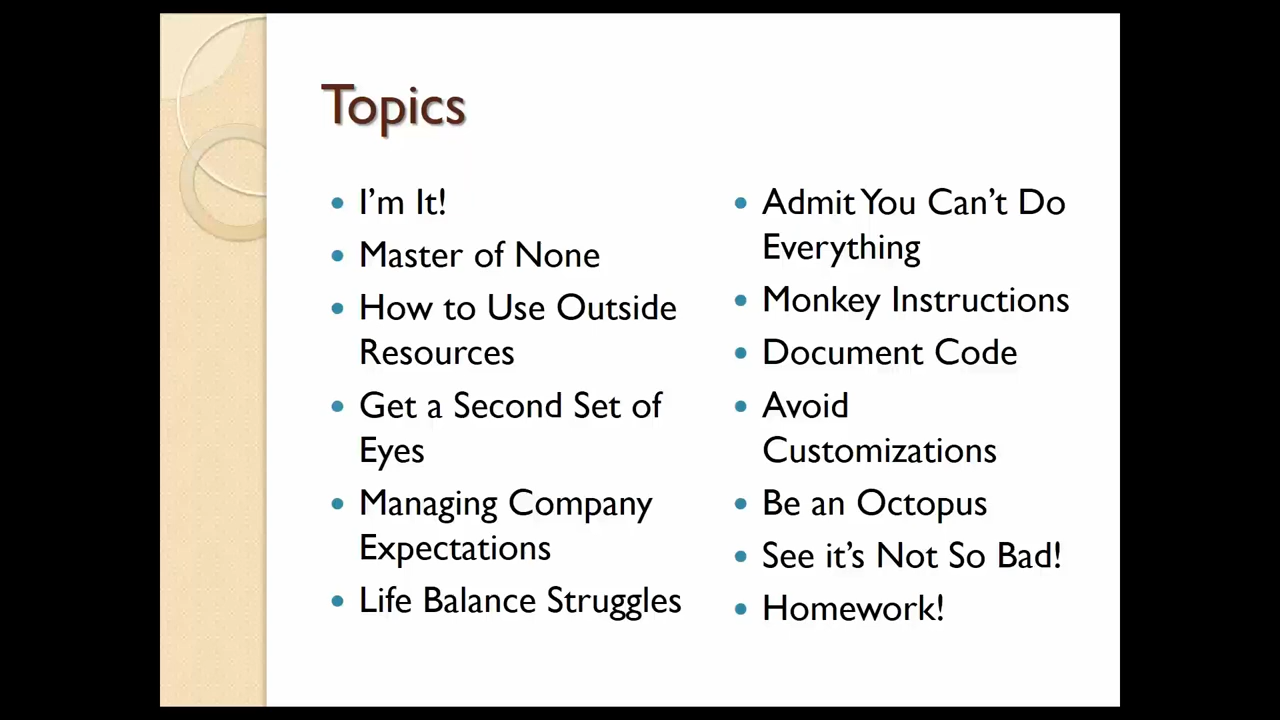 Topics
I'm It!
Master of None
How to Use Outside
Resources
Get a Second Set of
Eyes
Managing Company
Expectations
Life Balance Struggles
Admit You Can't Do
Everything
Monkey Instructions
Document Code
Avoid
Customizations
Be an Octopus
See it's Not So Bad!
Homework!